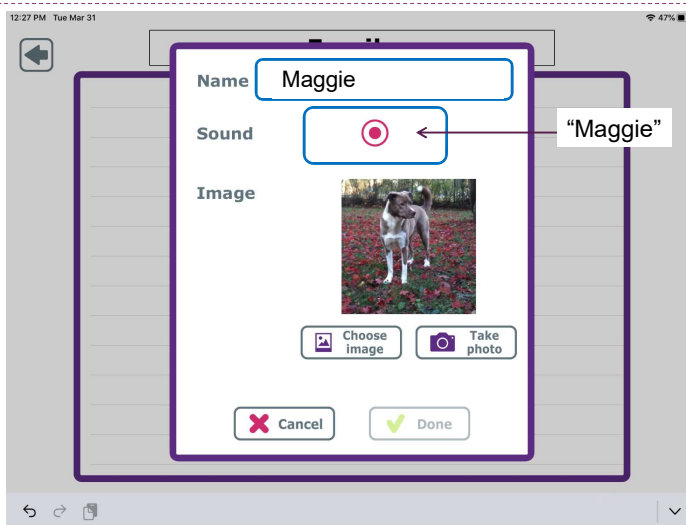 12:27 PM Tue Mar 31
47%
Name Maggie
Sound
“Maggie”
Image
Choose
image
Take
photo
Cancel
Done